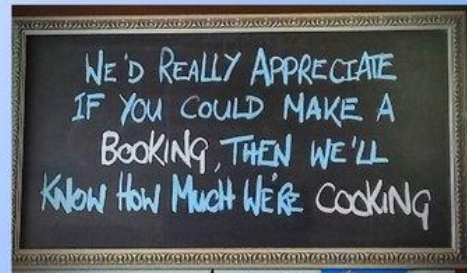 WE'D REALLY APPRECIATE
IF YOU COULD MAKE A
BOOKING, THEN WE'LL
KNOW HOW MUCH WE'RE COOKING